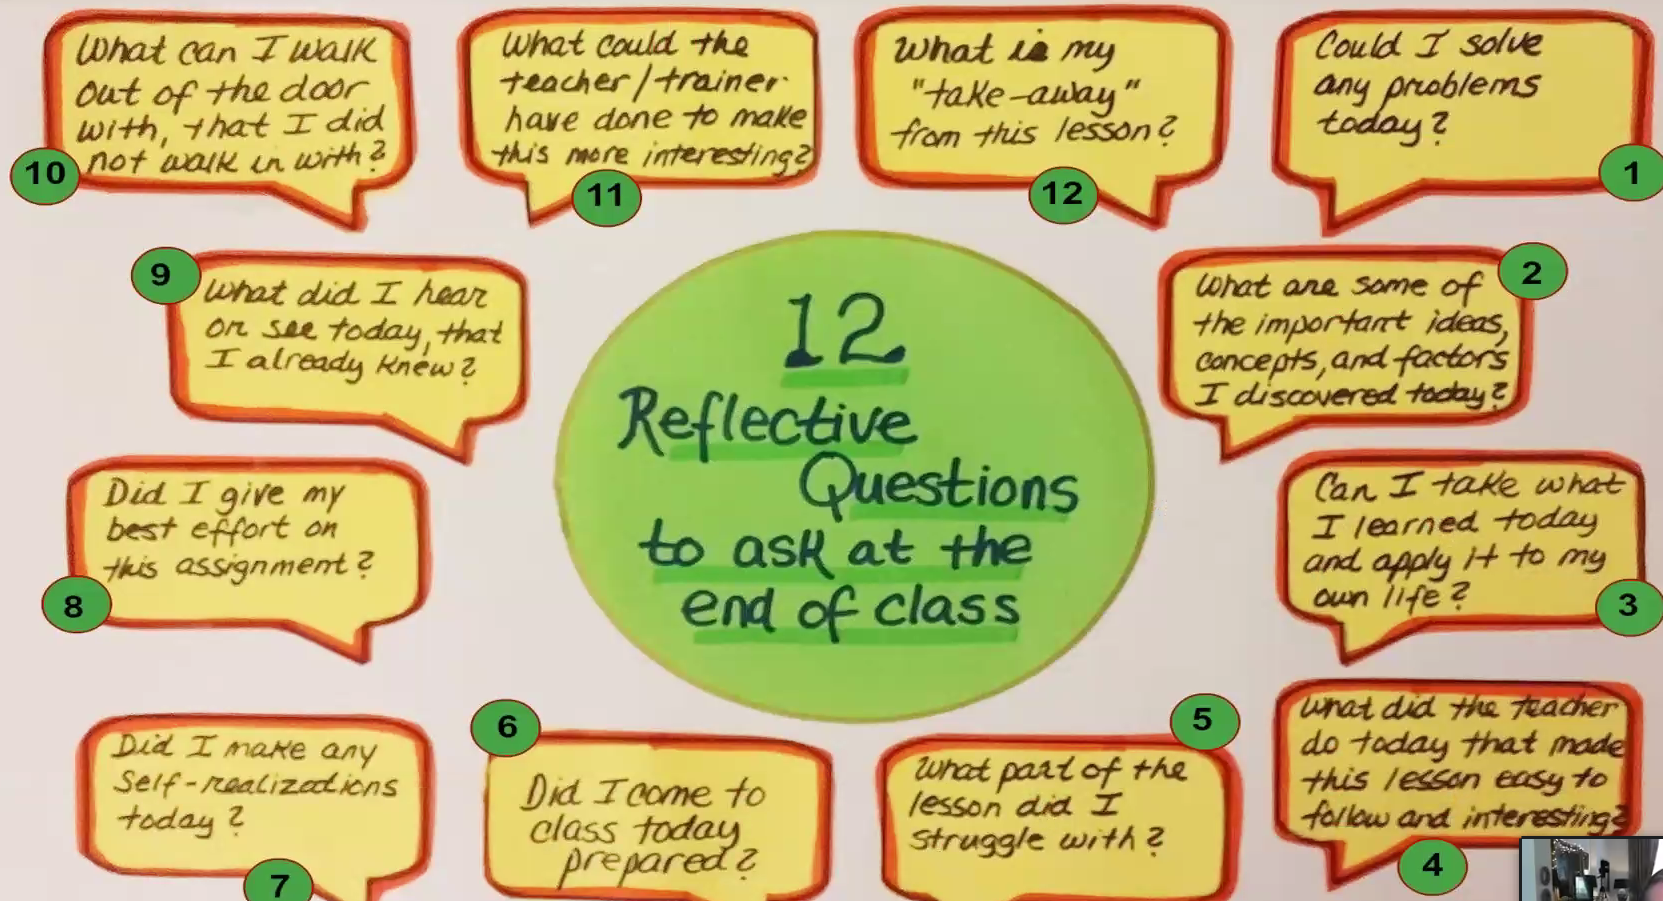 What can I walk
out of the door
with, that I did
not walk in with?
10
What could the
teacher/trainer
have done to make
this more interesting?
11
What is my
"take-away"
from this lesson?
12
Could I solve
any problems
today?
1
9
What did I hear
or see today, that
I already knew?
12
Reflective
Questions
to ask at the
end of class
2
What are some of
the important ideas,
concepts, and factors
I discovered today?
Did I give my
best effort on
this assignment?
8
Can I take what
I learned today
and apply it to my
own life?
3
Did I make any
self-realizations
today?
7
6
Did I come to
class today
prepared?
5
What part of the
lesson did I
struggle with?
What did the teacher
do today that made
this lesson easy to
follow and interesting?
4